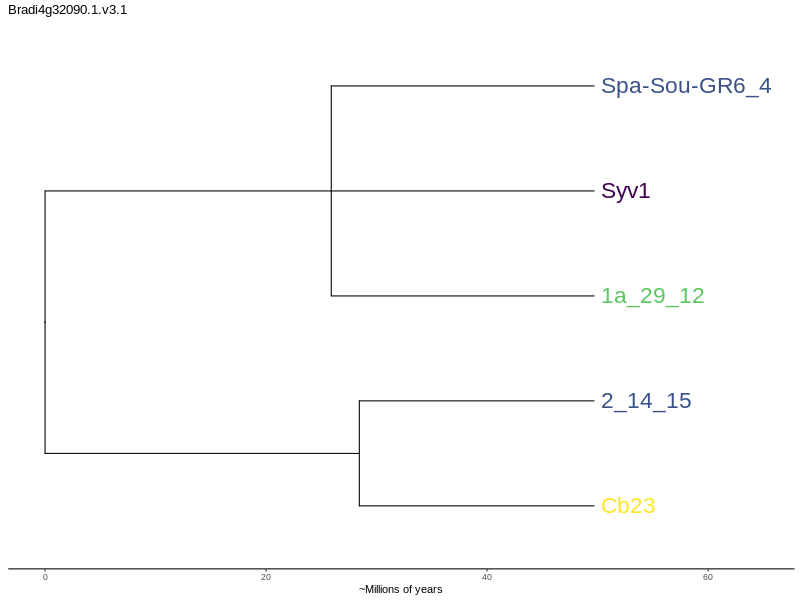 Bradi4g32090.1.v3.1
Spa-Sou-GR6_4
Syv1
1a_29_12
2_14_15
Cb23
0 20 40 60
~Millions of years